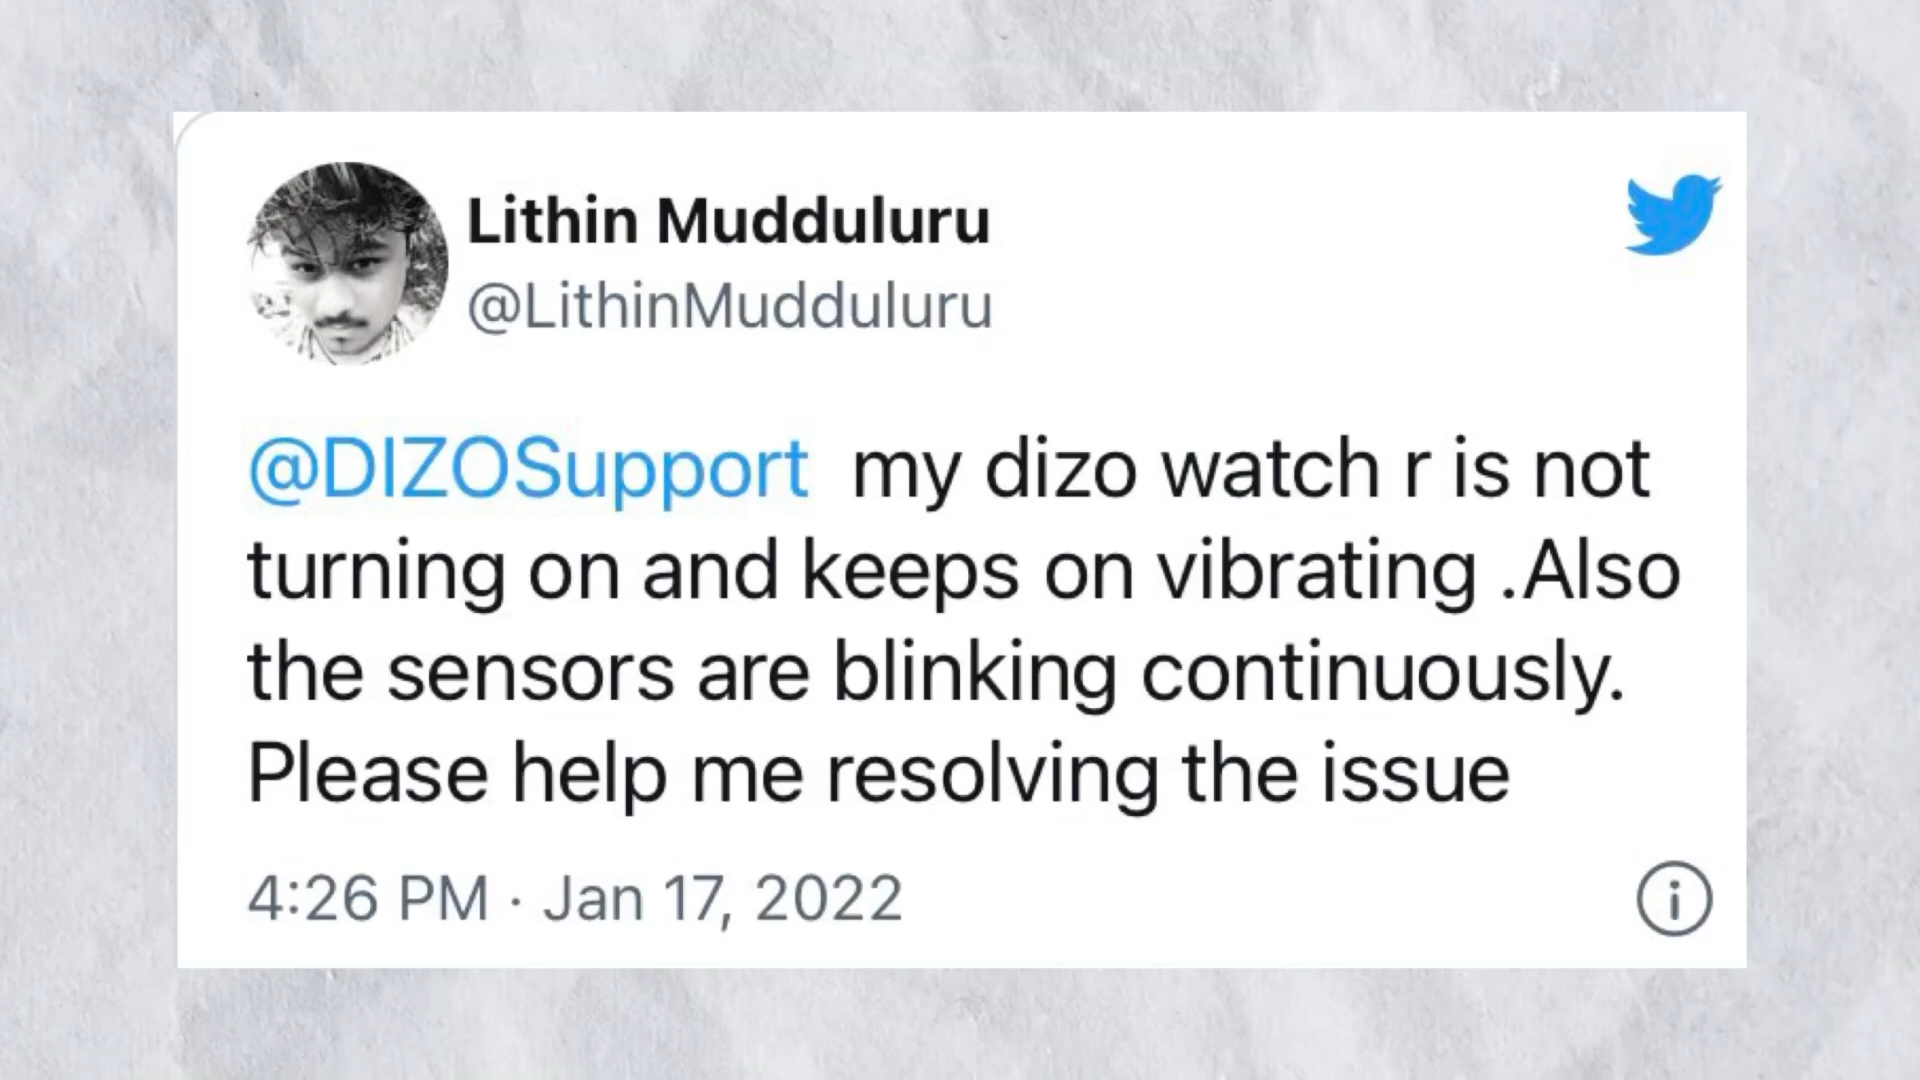 Lithin Mudduluru
@LithinMudduluru
@DIZOSupport my dizo watch r is not
turning on and keeps on vibrating .Also
the sensors are blinking continuously.
Please help me resolving the issue
4:26 PM · Jan 17, 2022